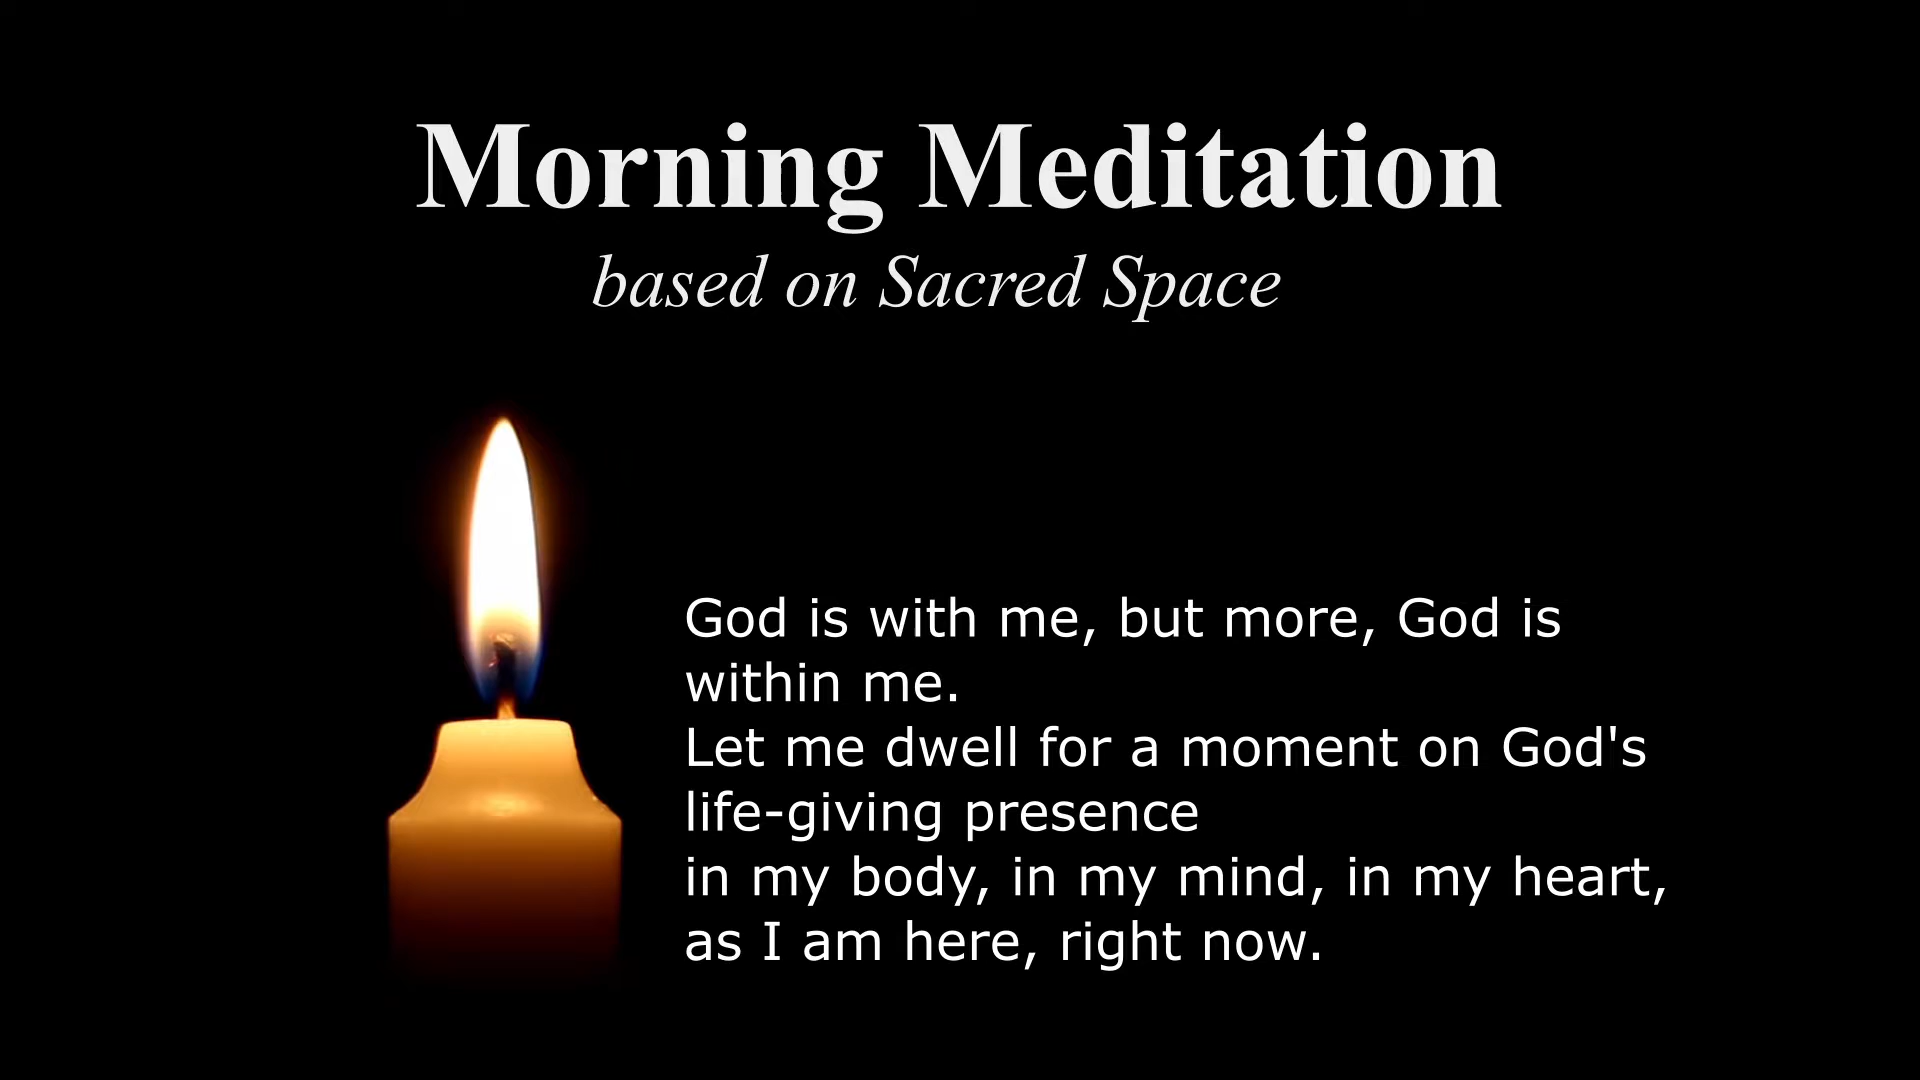 Morning Meditation
based on Sacred Space
God is with me, but more, God is
within me.
Let me dwell for a moment on God's
life-giving presence
in my body, in my mind, in my heart,
as I am here, right now.